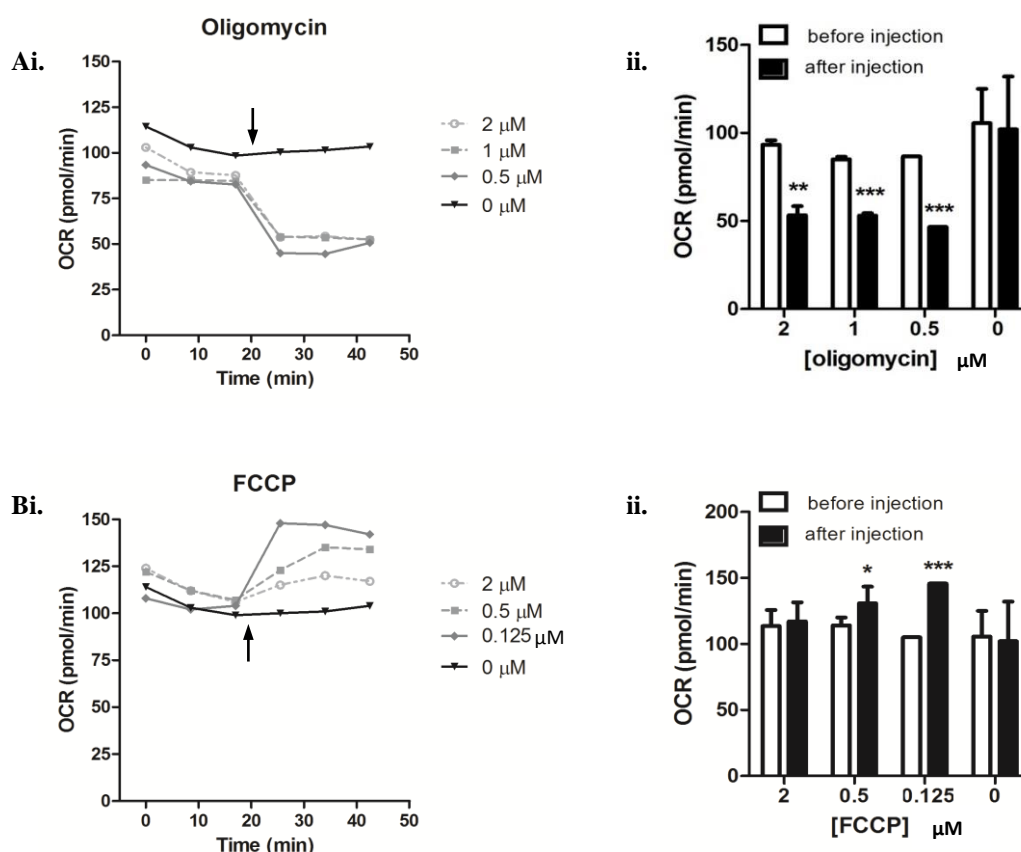 Oligomycin
Ai.
OCR (pmol/min)
150
125
100
75
50
25
0
0 10 20 30 40 50
Time (min)
2 µM
1 µM
0.5 µM
0 µM
ii.
before injection
after injection
OCR (pmol/min)
150
100
50
0
** *** ***
2 1 0.5 0
[oligomycin] µM
FCCP
Bi.
OCR (pmol/min)
150
125
100
75
50
25
0
0 10 20 30 40 50
Time (min)
2 µM
0.5 µM
0.125 µM
0 µM
ii.
before injection
after injection
OCR (pmol/min)
200
150
100
50
0
* ***
2 0.5 0.125 0
[FCCP] µM